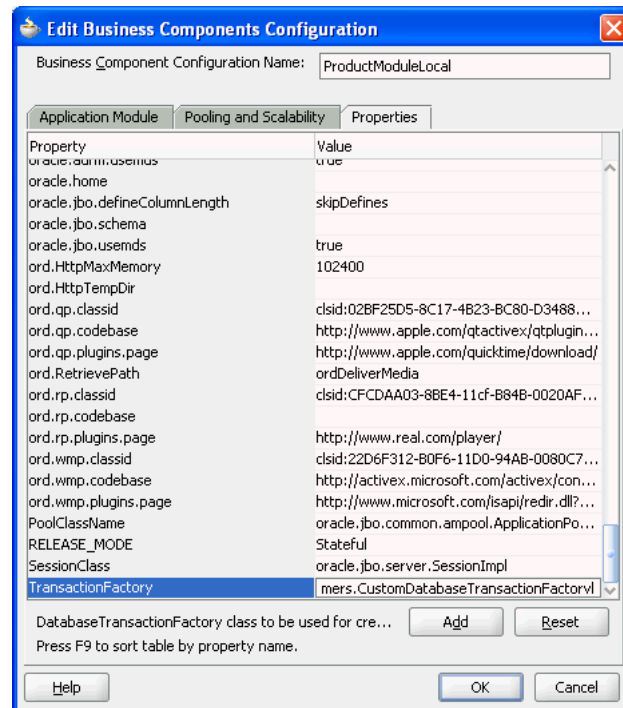 Edit Business Components Configuration
Business Component Configuration Name: ProductModuleLocal
Application Module Pooling and Scalability Properties
Property Value
oracle.adfm.usemds true
oracle.home
oracle.jbo.defineColumnLength skipDefines
oracle.jbo.schema
oracle.jbo.usemds true
ord.HttpMaxMemory 102400
ord.HttpTempDir
ord.qp.classid clsid:02BF25D5-8C17-4B23-BC80-D3488...
ord.qp.codebase http://www.apple.com/qtactivex/qtplugin...
ord.qp.plugins.page http://www.apple.com/quicktime/download/
ord.RetrievePath ordDeliverMedia
ord.rp.classid clsid:CFCDAA03-8BE4-11cf-B84B-0020AF...
ord.rp.codebase
ord.rp.plugins.page http://www.real.com/player/
ord.wmp.classid clsid:22D6F312-B0F6-11D0-94AB-0080C7...
ord.wmp.codebase http://activex.microsoft.com/activex/con...
ord.wmp.plugins.page http://www.microsoft.com/isapi/redir.dll?...
PoolClassName oracle.jbo.common.ampool.ApplicationPo...
RELEASE_MODE Stateful
SessionClass oracle.jbo.server.SessionImpl
TransactionFactory mers.CustomDatabaseTransactionFactory
DatabaseTransactionFactory class to be used for cre... Add Reset
Press F9 to sort table by property name.
Help OK Cancel